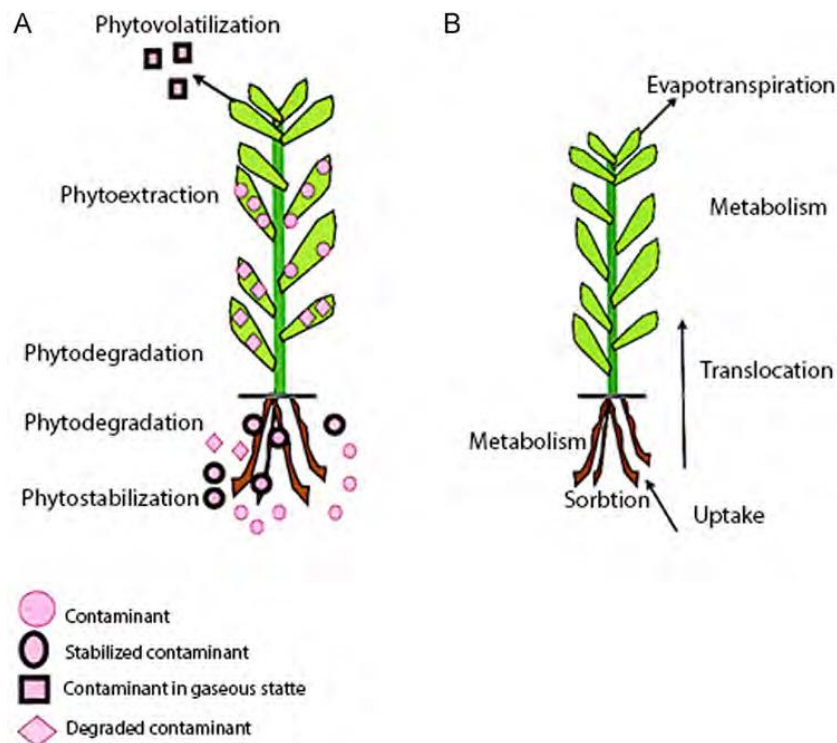 A
Phytovolatilization
Phytoextraction
Phytodegradation
Phytodegradation
Phytostabilization
B
Evapotranspiration
Metabolism
Translocation
Metabolism
Sorbtion
Uptake
Contaminant
Stabilized contaminant
Contaminant in gaseous statte
Degraded contaminant